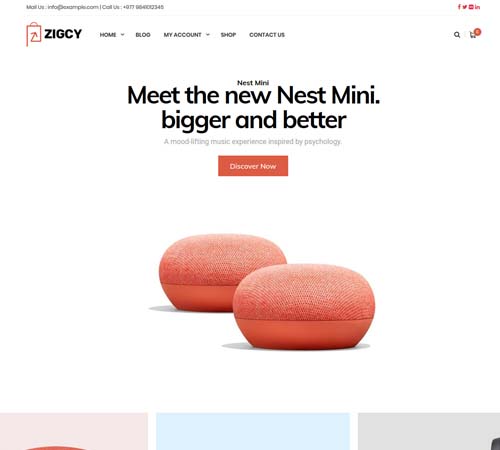 Mail Us : info@example.com | Call Us : +977 9841012345
ZIGCY
HOME
BLOG
MY ACCOUNT
SHOP
CONTACT US
0
Nest Mini
Meet the new Nest Mini.
bigger and better
A mood-lifting music experience inspired by psychology.
Discover Now